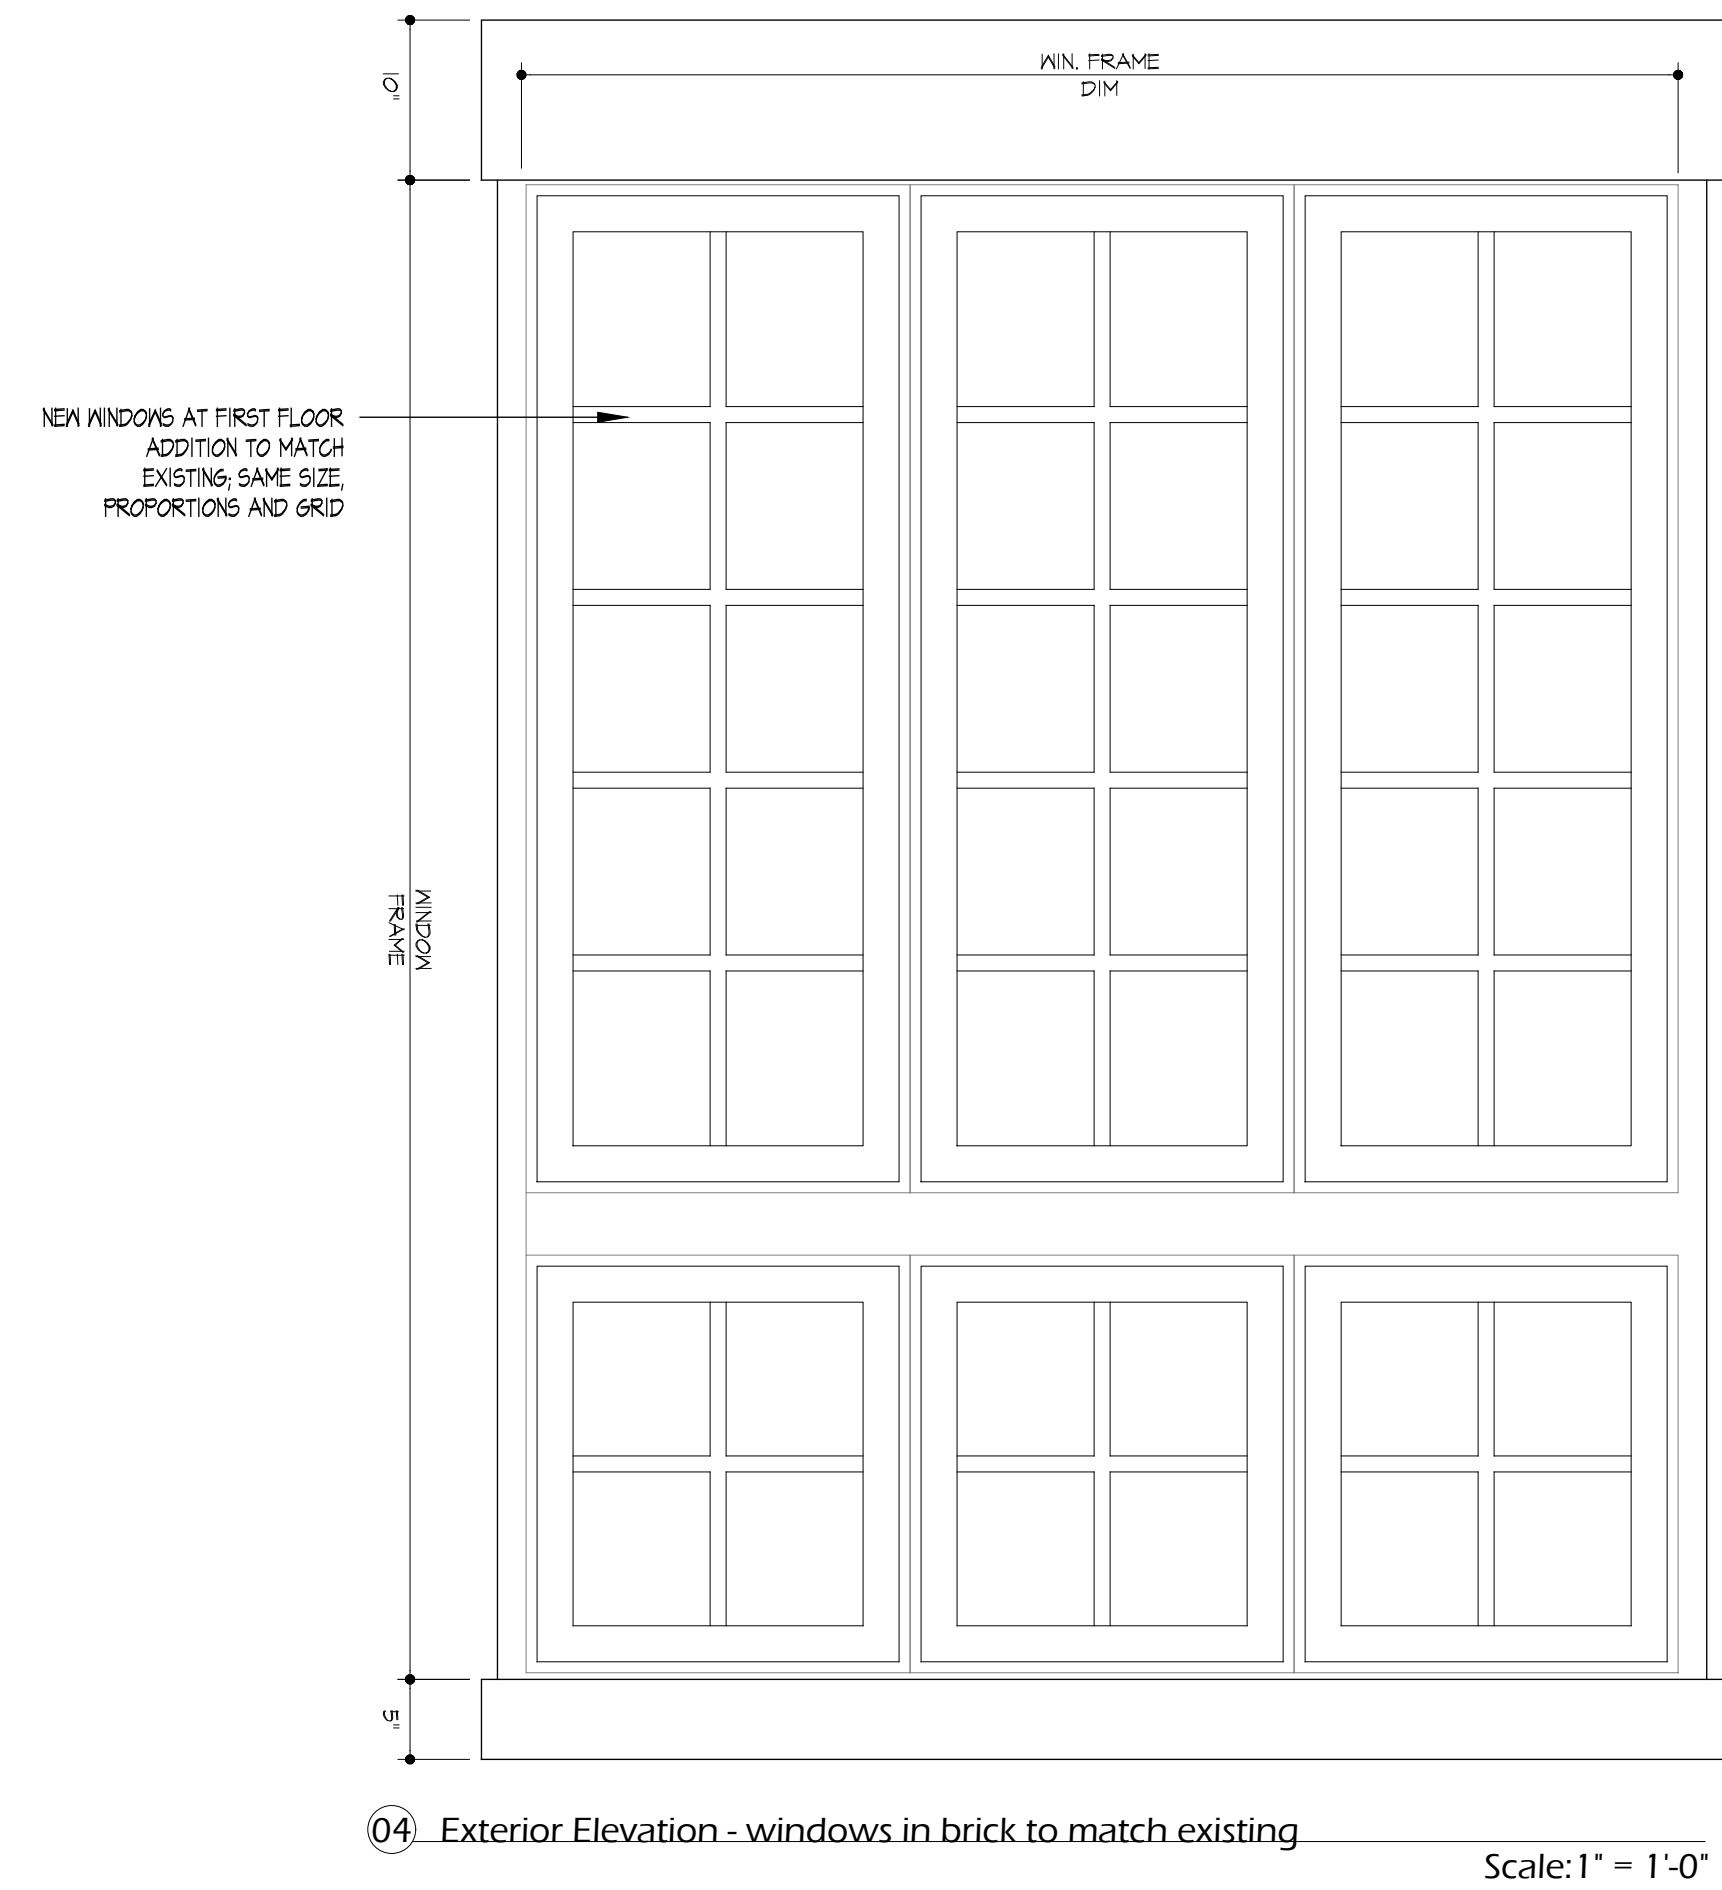 10"
WIN. FRAME
DIM
NEW WINDOWS AT FIRST FLOOR
ADDITION TO MATCH
EXISTING; SAME SIZE,
PROPORTIONS AND GRID
WINDOW
FRAME
5"
04 Exterior Elevation - windows in brick to match existing
Scale: 1" = 1'-0"